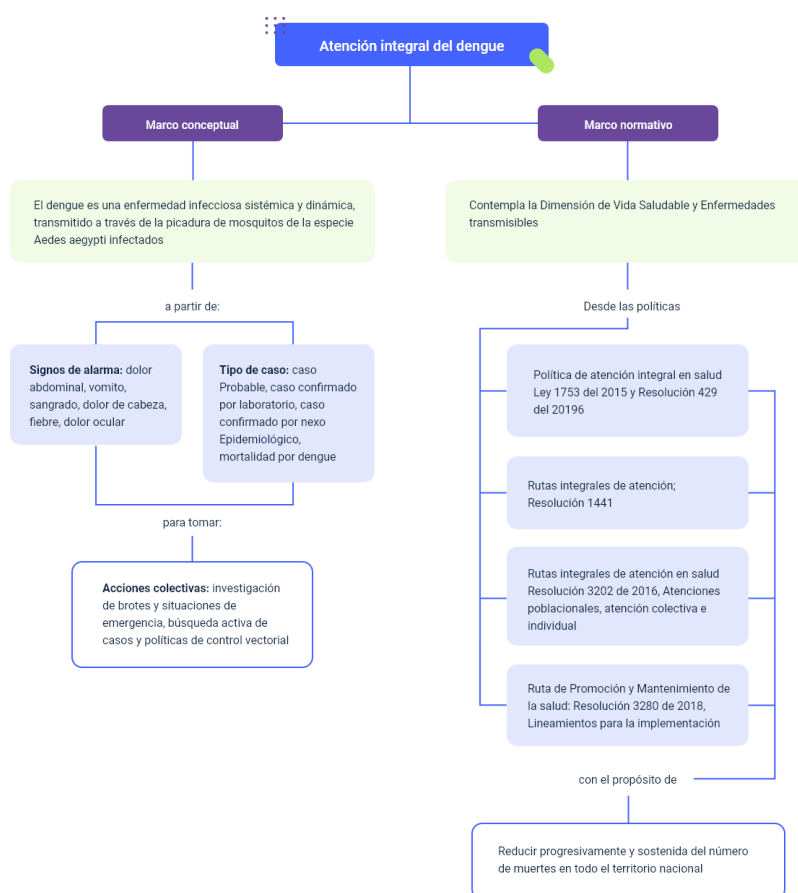 Atención integral del dengue
Marco conceptual
Marco normativo
El dengue es una enfermedad infecciosa sistémica y dinámica,
transmitido a través de la picadura de mosquitos de la especie
Aedes aegypti infectados
Contempla la Dimensión de Vida Saludable y Enfermedades
transmisibles
a partir de:
Desde las políticas
Signos de alarma: dolor
abdominal, vomito,
sangrado, dolor de cabeza,
fiebre, dolor ocular
Tipo de caso: caso
Probable, caso confirmado
por laboratorio, caso
confirmado por nexo
Epidemiológico,
mortalidad por dengue
para tomar:
Acciones colectivas: investigación
de brotes y situaciones de
emergencia, búsqueda activa de
casos y políticas de control vectorial
Política de atención integral en salud
Ley 1753 del 2015 y Resolución 429
del 20196
Rutas integrales de atención;
Resolución 1441
Rutas integrales de atención en salud
Resolución 3202 de 2016, Atenciones
poblacionales, atención colectiva e
individual
Ruta de Promoción y Mantenimiento de
la salud: Resolución 3280 de 2018,
Lineamientos para la implementación
con el propósito de
Reducir progresivamente y sostenida del número
de muertes en todo el territorio nacional